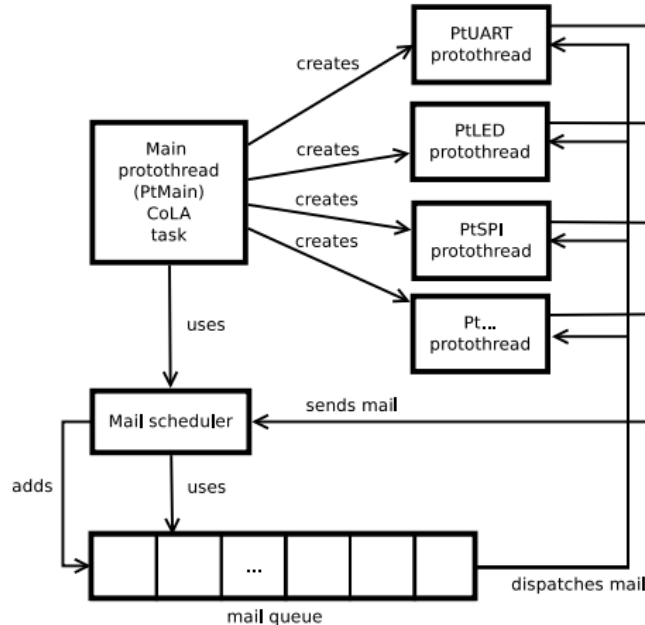 PtUART
protothread
creates
PtLED
protothread
creates
Main
protothread
(PtMain)
CoLA
task
creates
PtSPI
protothread
creates
Pt...
protothread
uses
Mail scheduler
sends mail
adds
uses
...
dispatches mail
mail queue